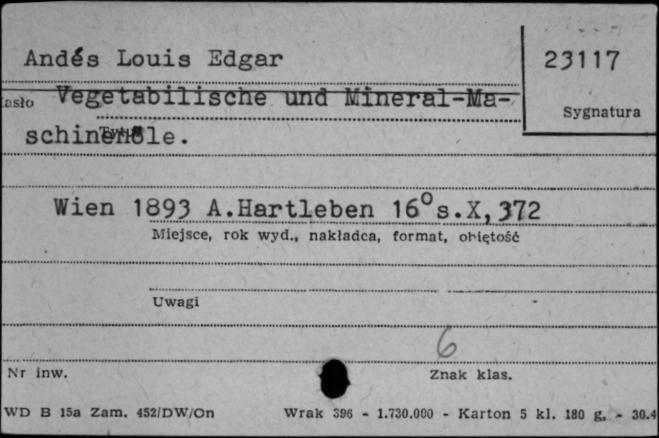 Andés Louis Edgar
23117
Hasło Vegetabilische und Mineral-Ma-
Sygnatura
schinenöle.
Tytuł
Wien 1893 A.Hartleben 16° s.X,372
Miejsce, rok wyd., nakładca, format, objętość
Uwagi
6
Nr inw.
Znak klas.
WD B 15a Zam. 452/DW/On Wrak 396 - 1.730.000 - Karton 5 kl. 180 g. - 30.4